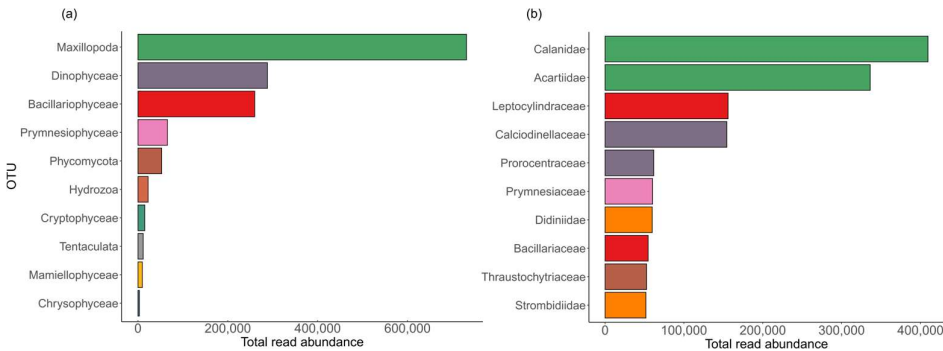 (a)
OTU
Maxillopoda
Dinophyceae
Bacillariophyceae
Prymnesiophyceae
Phycomycota
Hydrozoa
Cryptophyceae
Tentaculata
Mamiellophyceae
Chrysophyceae
0 200,000 400,000 600,000
Total read abundance
(b)
Calanidae
Acartiidae
Leptocylindraceae
Calciodinellaceae
Prorocentraceae
Prymnesiaceae
Didiniidae
Bacillariaceae
Thraustochytriaceae
Strombidiidae
0 100,000 200,000 300,000 400,000
Total read abundance